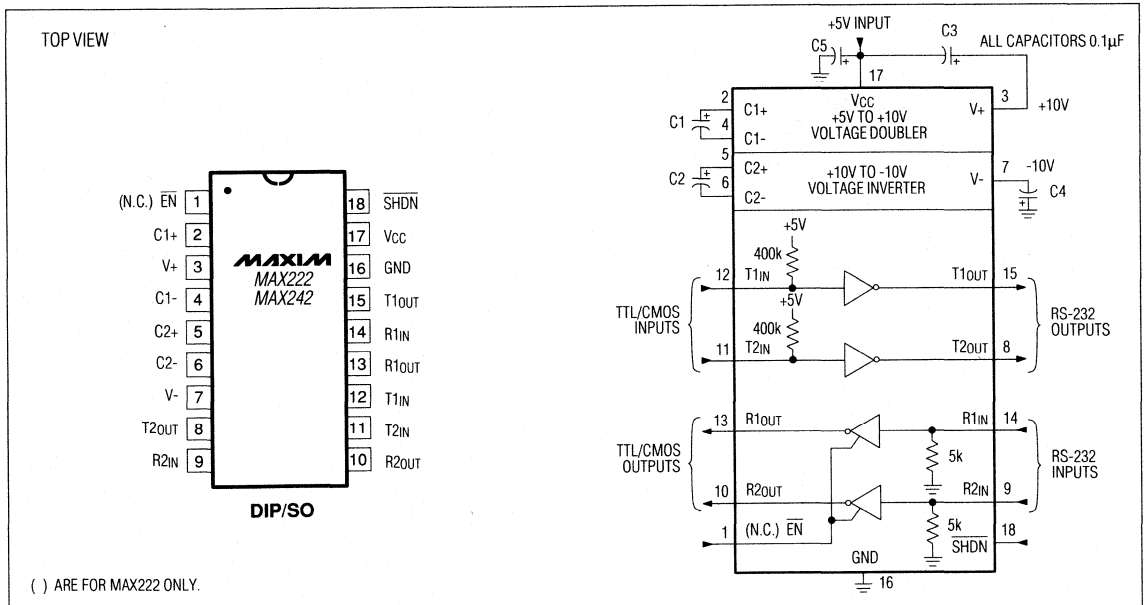 TOP VIEW
(N.C.) EN 1
C1+ 2
V+ 3
C1- 4
C2+ 5
C2- 6
V- 7
T2OUT 8
R2IN 9
MAXIM
MAX222
MAX242
18 SHDN
17 VCC
16 GND
15 T1OUT
14 R1IN
13 R1OUT
12 T1IN
11 T2IN
10 R2OUT
DIP/SO
( ) ARE FOR MAX222 ONLY.
+5V INPUT
C3
ALL CAPACITORS 0.1µF
C5
+
+
17
2
C1+
VCC
V+
3
+10V
+5V TO +10V
VOLTAGE DOUBLER
C1
+
4
C1-
5
C2+
+10V TO -10V
VOLTAGE INVERTER
V-
7
-10V
C2
+
6
C2-
C4
+
+5V
400k
12
T1IN
T1OUT
15
+5V
TTL/CMOS
INPUTS
RS-232
OUTPUTS
400k
11
T2IN
T2OUT
8
13
R1OUT
R1IN
14
TTL/CMOS
OUTPUTS
5k
RS-232
INPUTS
10
R2OUT
R2IN
9
1
(N.C.) EN
5k
18
SHDN
GND
16